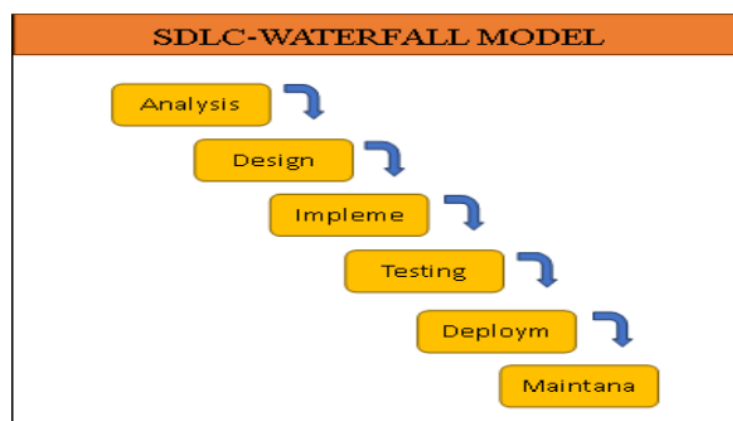 SDLC-WATERFALL MODEL
Analysis
Design
Impleme
Testing
Deploym
Maintana